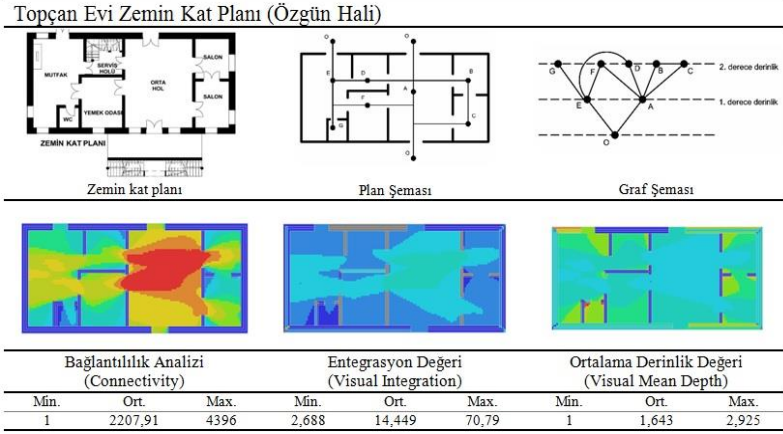 Topçan Evi Zemin Kat Planı (Özgün Hali)
MUTFAK
SERVİS
HOLÜ
ORTA
HOL
SALON
SALON
WC
YEMEK ODASI
ZEMİN KAT PLANI
O
O
E
D
B
A
F
C
G
O
G
F
D
B
C
2. derece derinlik
E
A
1. derece derinlik
O
Zemin kat planı
Plan Şeması
Graf Şeması
Bağlantılılık Analizi
(Connectivity)
Entegrasyon Değeri
(Visual Integration)
Ortalama Derinlik Değeri
(Visual Mean Depth)
Min. Ort. Max. Min. Ort. Max. Min. Ort. Max.
1 2207,91 4396 2,688 14,449 70,79 1 1,643 2,925